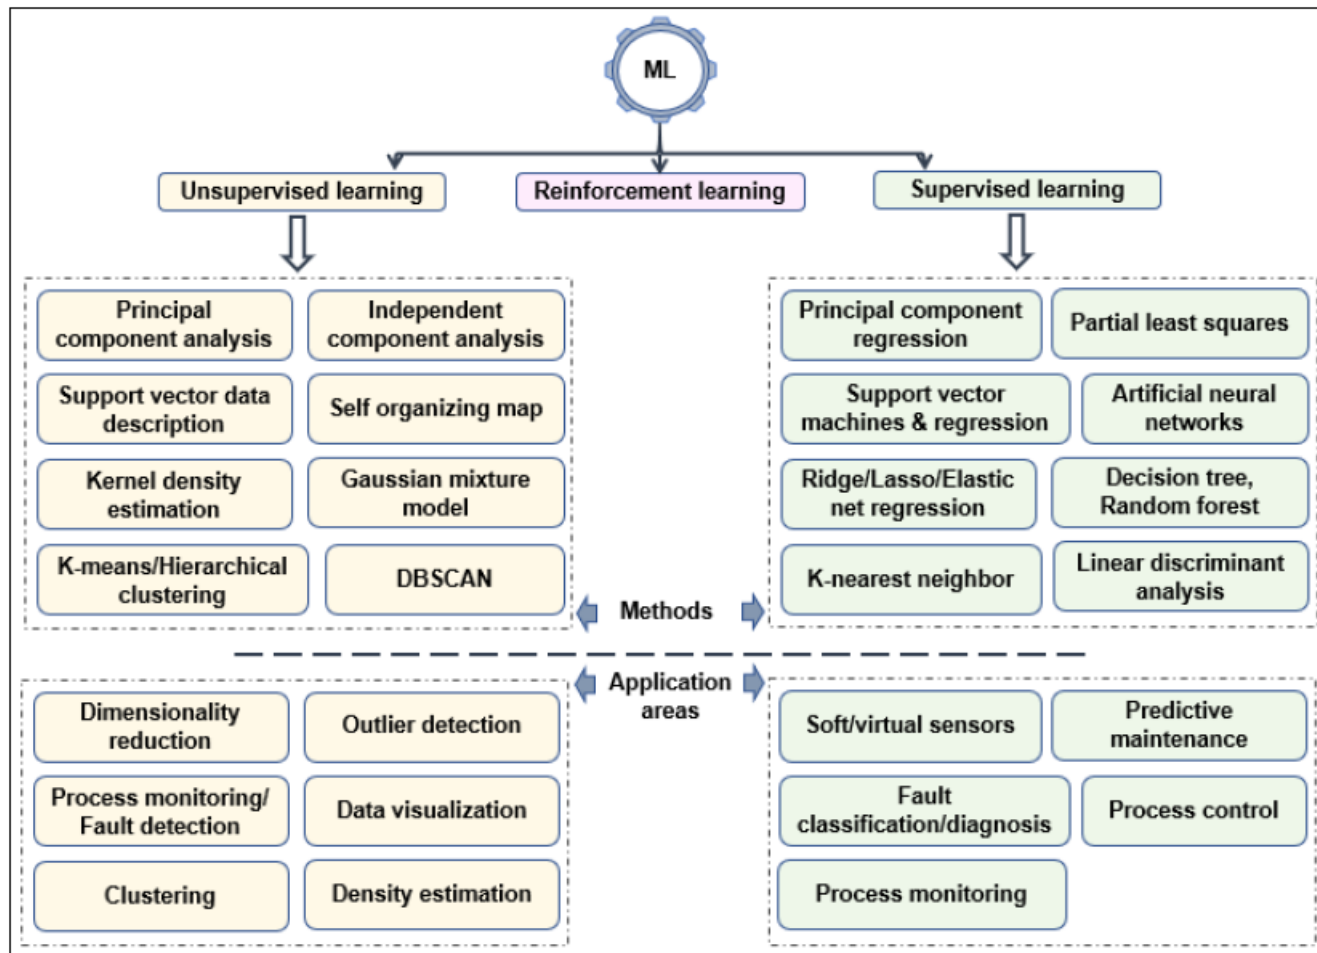 ML
Unsupervised learning
Reinforcement learning
Supervised learning
Principal
component analysis
Independent
component analysis
Support vector data
description
Self organizing map
Kernel density
estimation
Gaussian mixture
model
K-means/Hierarchical
clustering
DBSCAN
Principal component
regression
Partial least squares
Support vector
machines & regression
Artificial neural
networks
Ridge/Lasso/Elastic
net regression
Decision tree,
Random forest
K-nearest neighbor
Linear discriminant
analysis
Methods
Application
areas
Dimensionality
reduction
Outlier detection
Process monitoring/
Fault detection
Data visualization
Clustering
Density estimation
Soft/virtual sensors
Predictive
maintenance
Fault
classification/diagnosis
Process control
Process monitoring